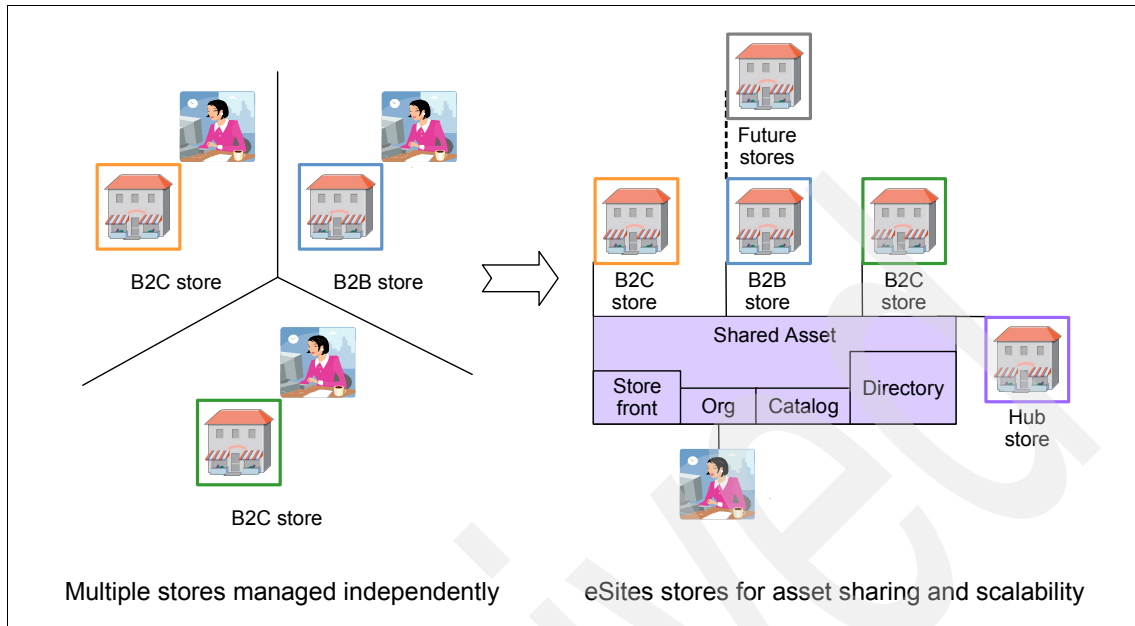 B2C store
B2B store
B2C store
Multiple stores managed independently
Future
stores
B2C
store
B2B
store
B2C
store
Shared Asset
Store
front
Org
Catalog
Directory
Hub
store
eSites stores for asset sharing and scalability